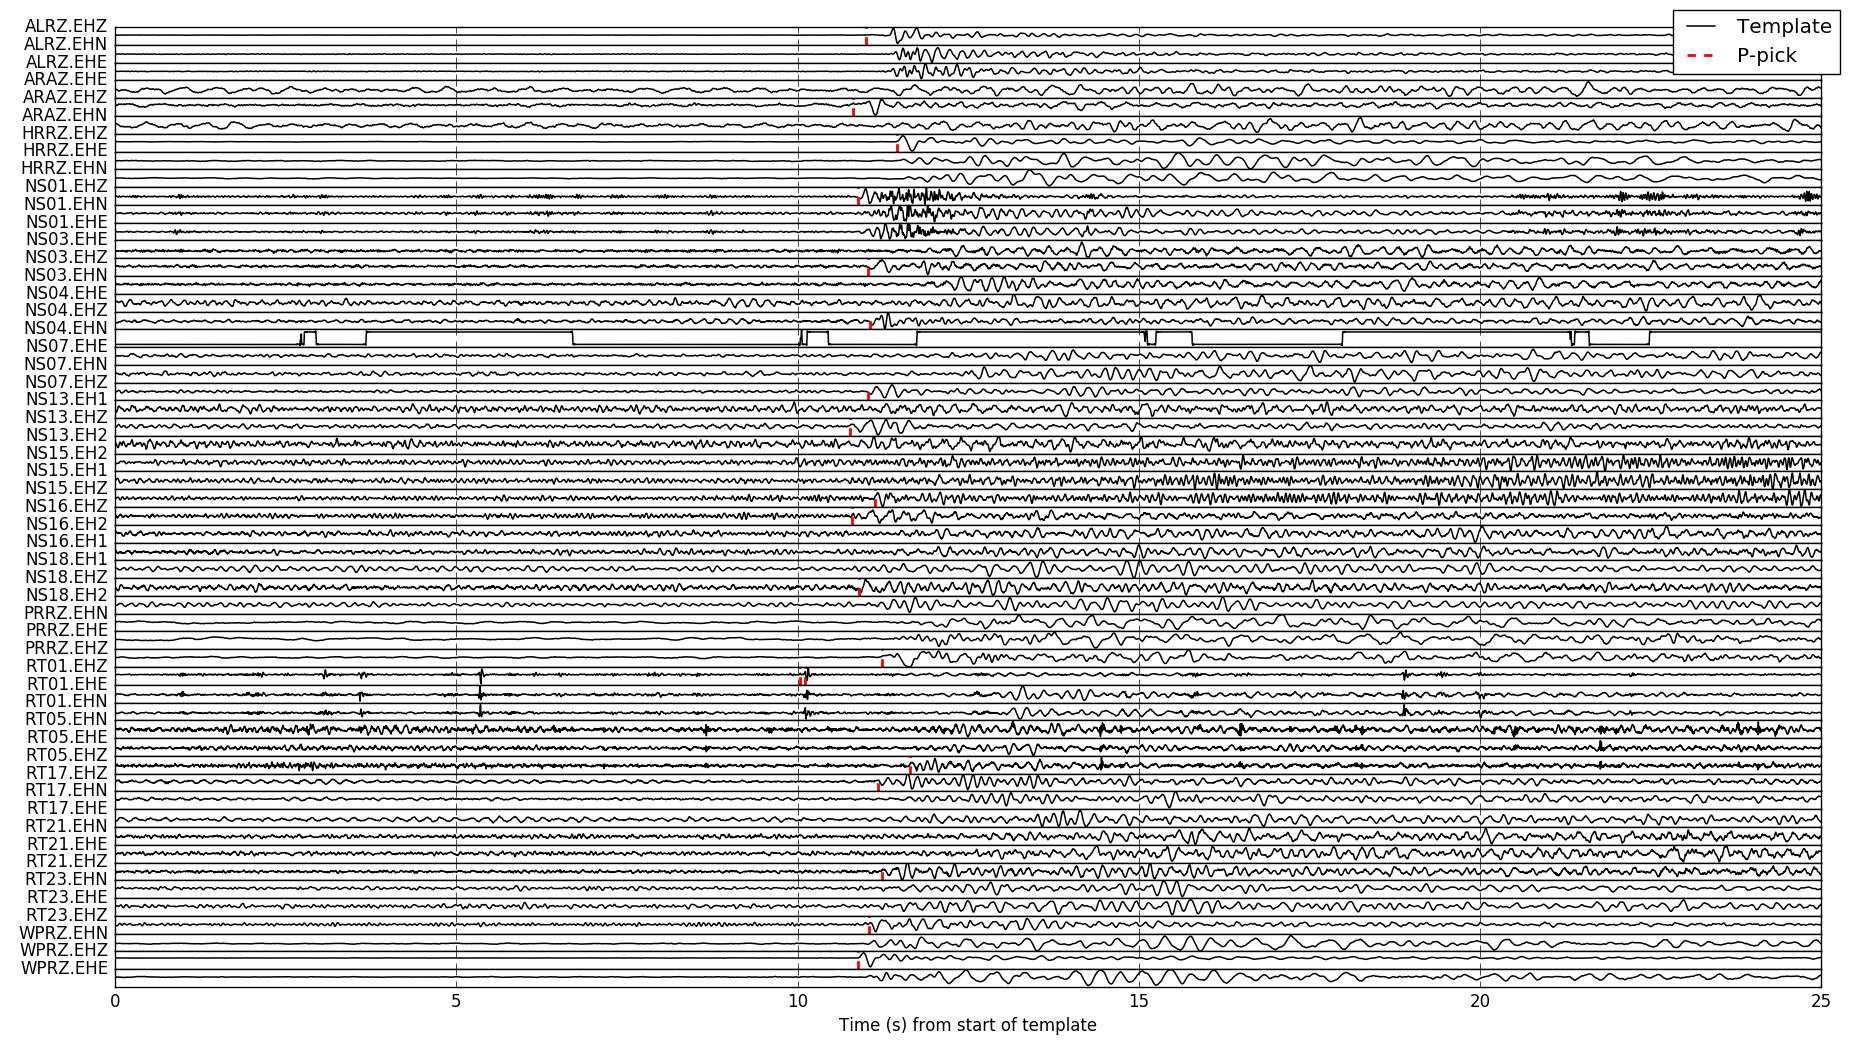 Template
P-pick
ALRZ.EHZ
ALRZ.EHN
ALRZ.EHE
ARAZ.EHE
ARAZ.EHZ
ARAZ.EHN
HRRZ.EHZ
HRRZ.EHE
HRRZ.EHN
NS01.EHZ
NS01.EHN
NS01.EHE
NS03.EHE
NS03.EHZ
NS03.EHN
NS04.EHE
NS04.EHZ
NS04.EHN
NS07.EHE
NS07.EHN
NS07.EHZ
NS13.EH1
NS13.EHZ
NS13.EH2
NS15.EH2
NS15.EH1
NS15.EHZ
NS16.EHZ
NS16.EH2
NS16.EH1
NS18.EH1
NS18.EHZ
NS18.EH2
PRRZ.EHN
PRRZ.EHE
PRRZ.EHZ
RT01.EHZ
RT01.EHE
RT01.EHN
RT05.EHN
RT05.EHE
RT05.EHZ
RT17.EHZ
RT17.EHN
RT17.EHE
RT21.EHN
RT21.EHE
RT21.EHZ
RT23.EHN
RT23.EHE
RT23.EHZ
WPRZ.EHN
WPRZ.EHZ
WPRZ.EHE
0 5 10 15 20 25
Time (s) from start of template